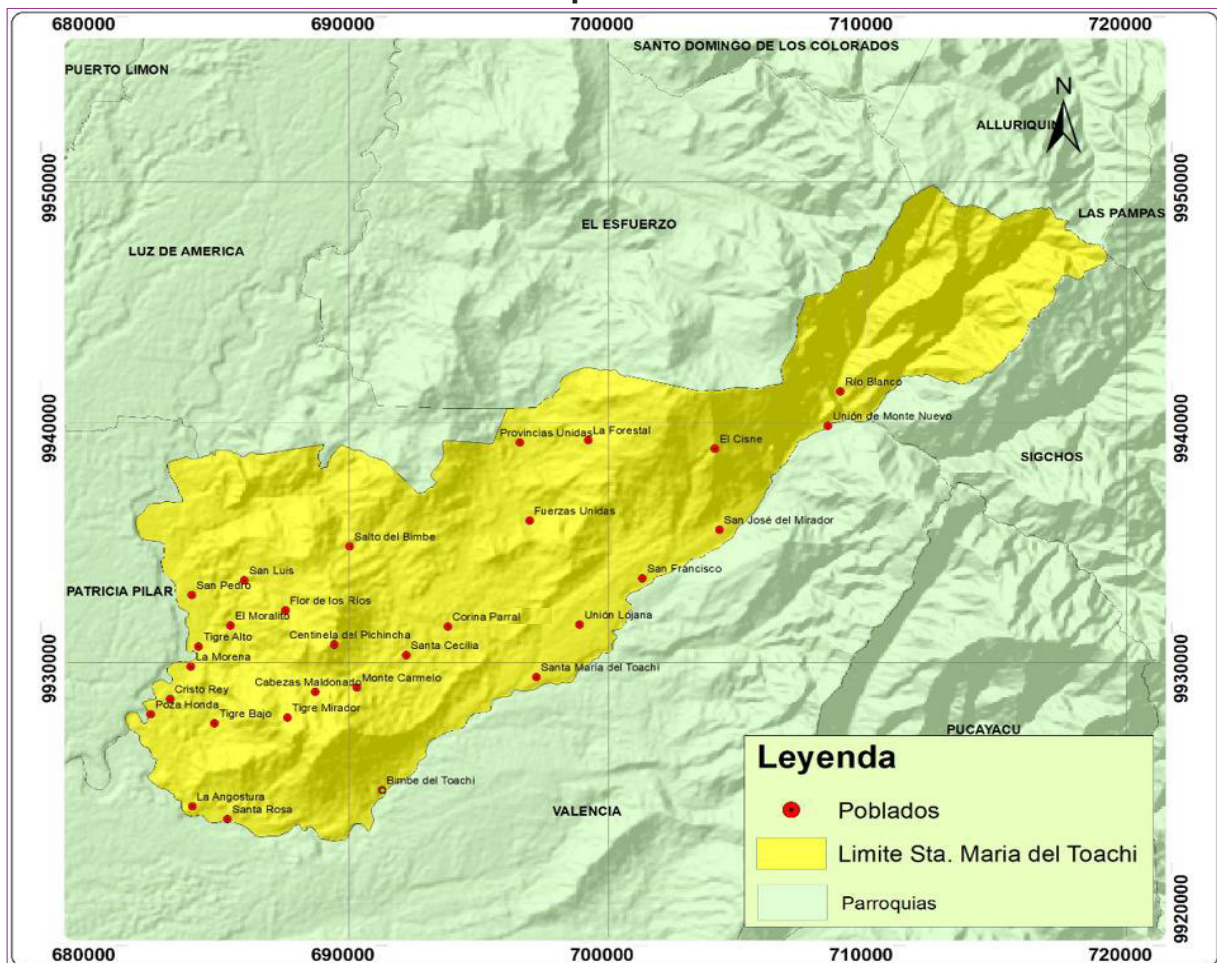 680000 690000 700000 710000 720000
SANTO DOMINGO DE LOS COLORADOS
PUERTO LIMON
N
ALLURIQUIN
9950000 9950000
LAS PAMPAS
EL ESFUERZO
LUZ DE AMERICA
Río Blanco
9940000 9940000
Unión de Monte Nuevo
Provincias Unidas
La Forestal
El Cisne
SIGCHOS
Fuerzas Unidas
San José del Mirador
Salto del Bimbe
San Luis
San Francisco
PATRICIA PILAR
San Pedro
Flor de los Ríos
El Moralito
Corina Parral
Unión Lojana
Tigre Alto
Centinela del Pichincha
Santa Cecilia
La Morena
9930000 9930000
Santa María del Toachi
Cabezas Maldonado
Monte Carmelo
Cristo Rey
Poza Honda
Tigre Bajo
Tigre Mirador
PUCAYACU
Bimbe del Toachi
La Angostura
Santa Rosa
VALENCIA
Leyenda
Poblados
Limite Sta. Maria del Toachi
Parroquias
9920000 9920000
680000 690000 700000 710000 720000